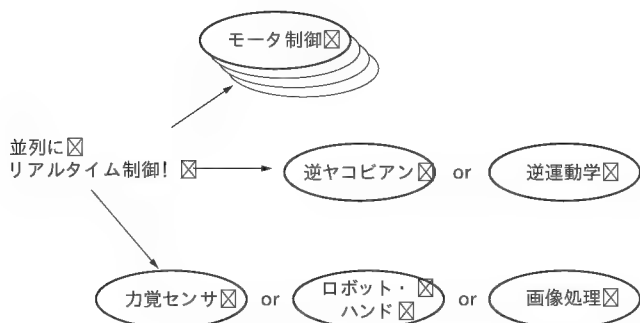 モータ制御☒
並列に☒
リアルタイム制御! ☒
逆ヤコビアン☒ or 逆運動学☒
力覚センサ☒ or ロボット・☒
ハンド☒ or 画像処理☒